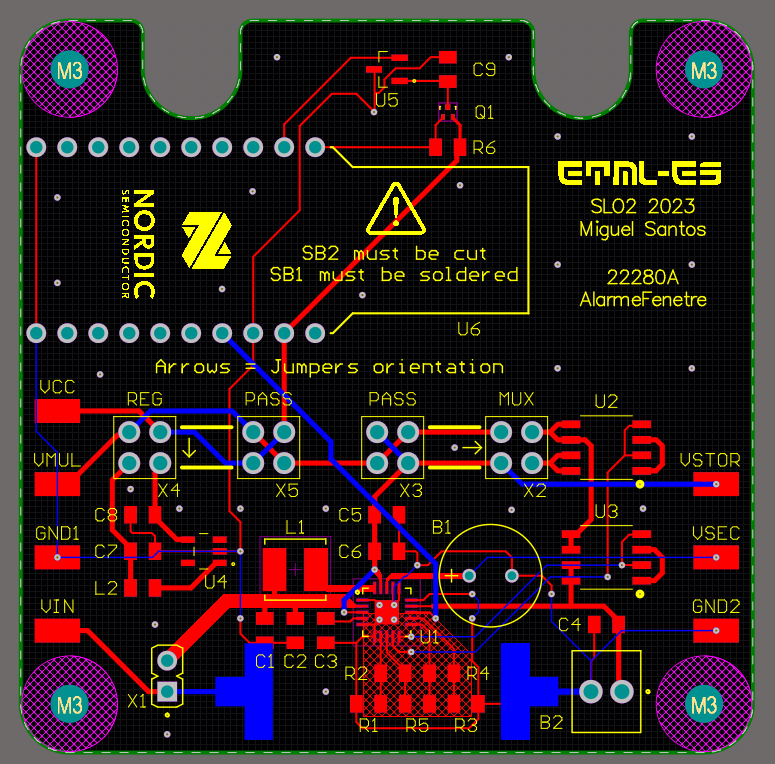 M3
M3
C9
U5
Q1
R6
ETML-ES
SLO2 2023
Miguel Santos
NORDIC
SEMICONDUCTOR
SB2 must be cut
SB1 must be soldered
22280A
AlarmeFenetre
U6
Arrows = Jumpers orientation
VCC
REG
PASS
PASS
MUX
U2
VMUL
X4
X5
X3
X2
VSTOR
C8
C5
B1
U3
GND1
L1
VSEC
C7
C6
U4
L2
VIN
U1
C4
GND2
C1 C2 C3
R2
R4
X1
R1
R5
R3
B2
M3
M3